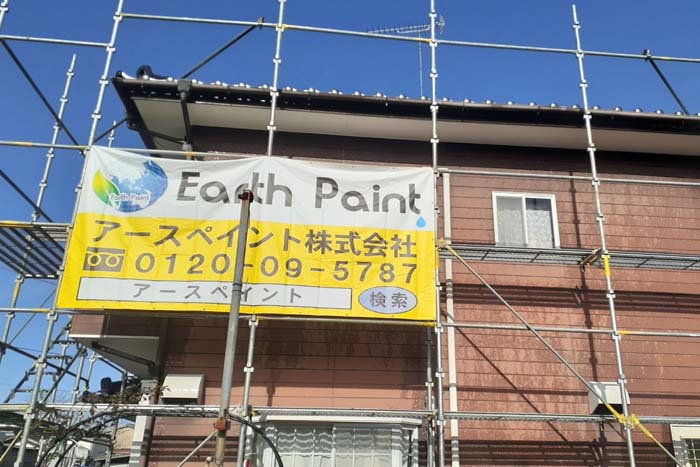 Earth Paint
Earth Paint
アースペイント株式会社
0120-09-5787
アースペイント 検索